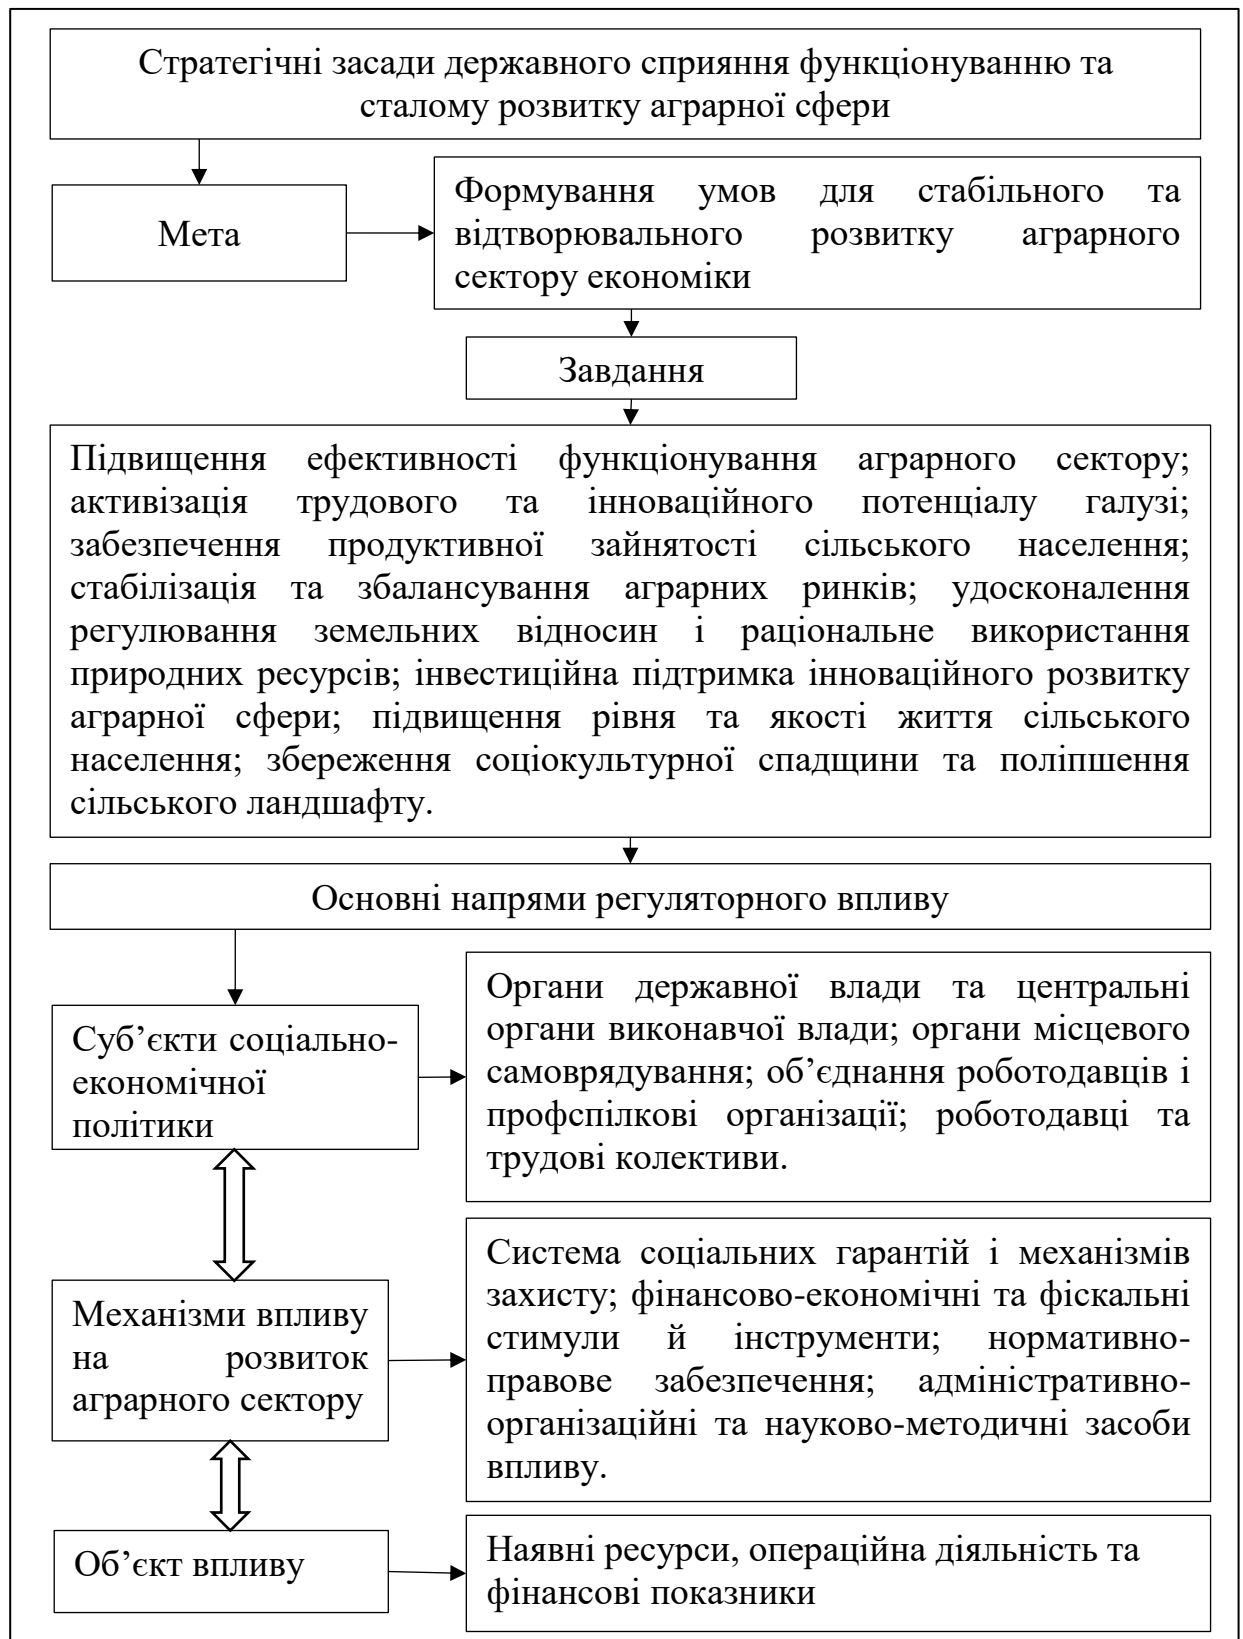 Стратегічні засади державного сприяння функціонуванню та
сталому розвитку аграрної сфери
Мета
Формування умов для стабільного та
відтворювального розвитку аграрного
сектору економіки
Завдання
Підвищення ефективності функціонування аграрного сектору;
активізація трудового та інноваційного потенціалу галузі;
забезпечення продуктивної зайнятості сільського населення;
стабілізація та збалансування аграрних ринків; удосконалення
регулювання земельних відносин і раціональне використання
природних ресурсів; інвестиційна підтримка інноваційного розвитку
аграрної сфери; підвищення рівня та якості життя сільського
населення; збереження соціокультурної спадщини та поліпшення
сільського ландшафту.
Основні напрями регуляторного впливу
Суб’єкти соціально-
економічної
політики
Органи державної влади та центральні
органи виконавчої влади; органи місцевого
самоврядування; об’єднання роботодавців і
профспілкові організації; роботодавці та
трудові колективи.
Механізми впливу
на розвиток
аграрного сектору
Система соціальних гарантій і механізмів
захисту; фінансово-економічні та фіскальні
стимули й інструменти; нормативно-
правове забезпечення; адміністративно-
організаційні та науково-методичні засоби
впливу.
Об’єкт впливу
Наявні ресурси, операційна діяльність та
фінансові показники